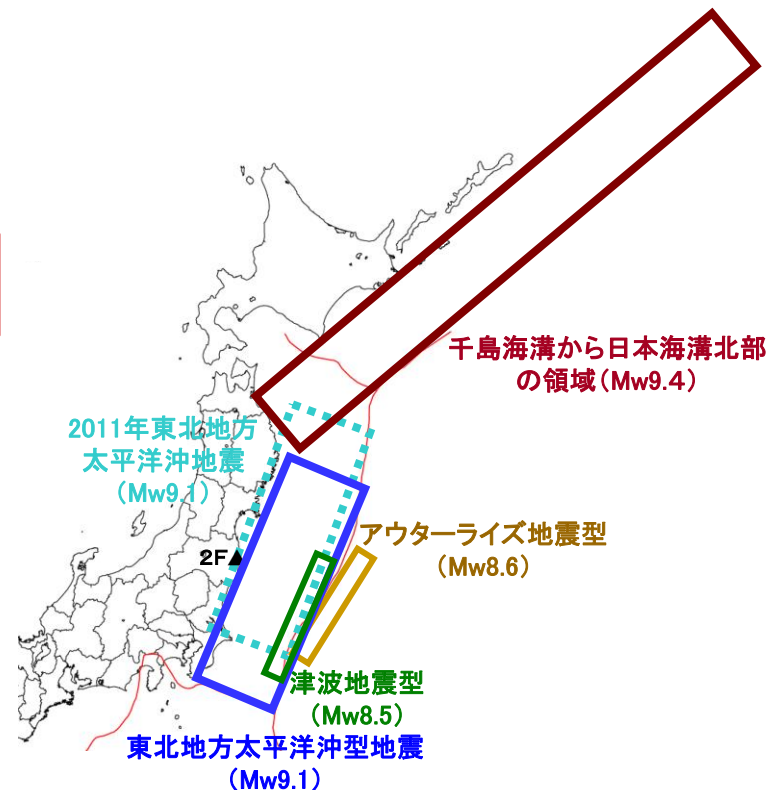 千島海溝から日本海溝北部
の領域（Mw9.4）
2011年東北地方
太平洋沖地震
（Mw9.1）
アウターライズ地震型
（Mw8.6）
2F▲
津波地震型
（Mw8.5）
東北地方太平洋沖型地震
（Mw9.1）